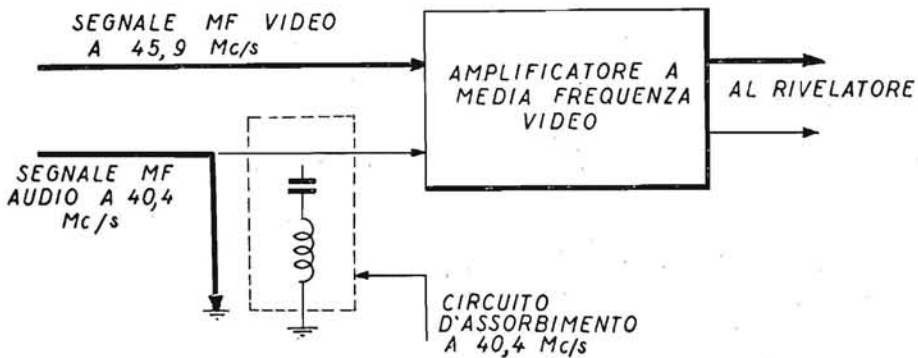 SEGNALE MF VIDEO
A 45,9 Mc/s
AMPLIFICATORE A
MEDIA FREQUENZA
VIDEO
AL RIVELATORE
SEGNALE MF
AUDIO A 40,4
Mc/s
CIRCUITO
D'ASSORBIMENTO
A 40,4 Mc/s